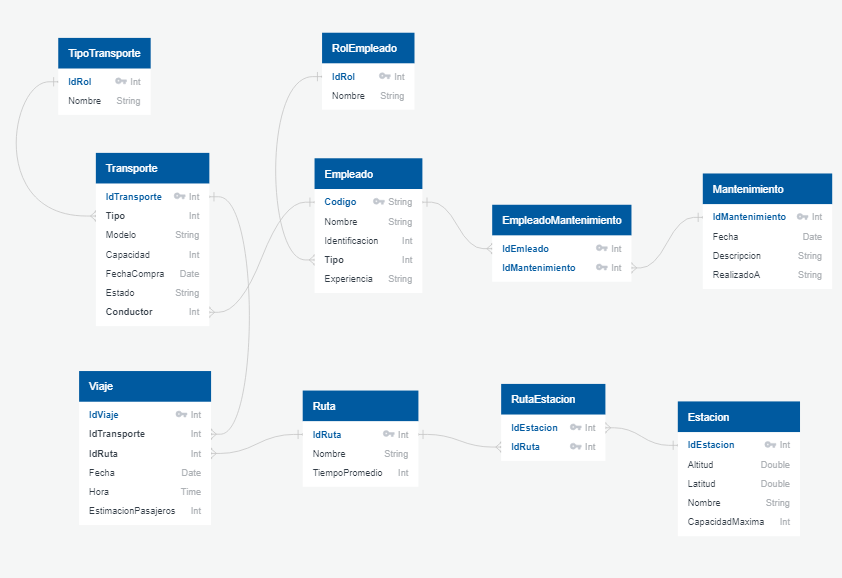 TipoTransporte
IdRol Int
Nombre String
RolEmpleado
IdRol Int
Nombre String
Transporte
IdTransporte Int
Tipo Int
Modelo String
Capacidad Int
FechaCompra Date
Estado String
Conductor Int
Empleado
Codigo String
Nombre String
Identificacion Int
Tipo Int
Experiencia String
EmpleadoMantenimiento
IdEmleado Int
IdMantenimiento Int
Mantenimiento
IdMantenimiento Int
Fecha Date
Descripcion String
RealizadoA String
Viaje
IdViaje Int
IdTransporte Int
IdRuta Int
Fecha Date
Hora Time
EstimacionPasajeros Int
Ruta
IdRuta Int
Nombre String
TiempoPromedio Int
RutaEstacion
IdEstacion Int
IdRuta Int
Estacion
IdEstacion Int
Altitud Double
Latitud Double
Nombre String
CapacidadMaxima Int